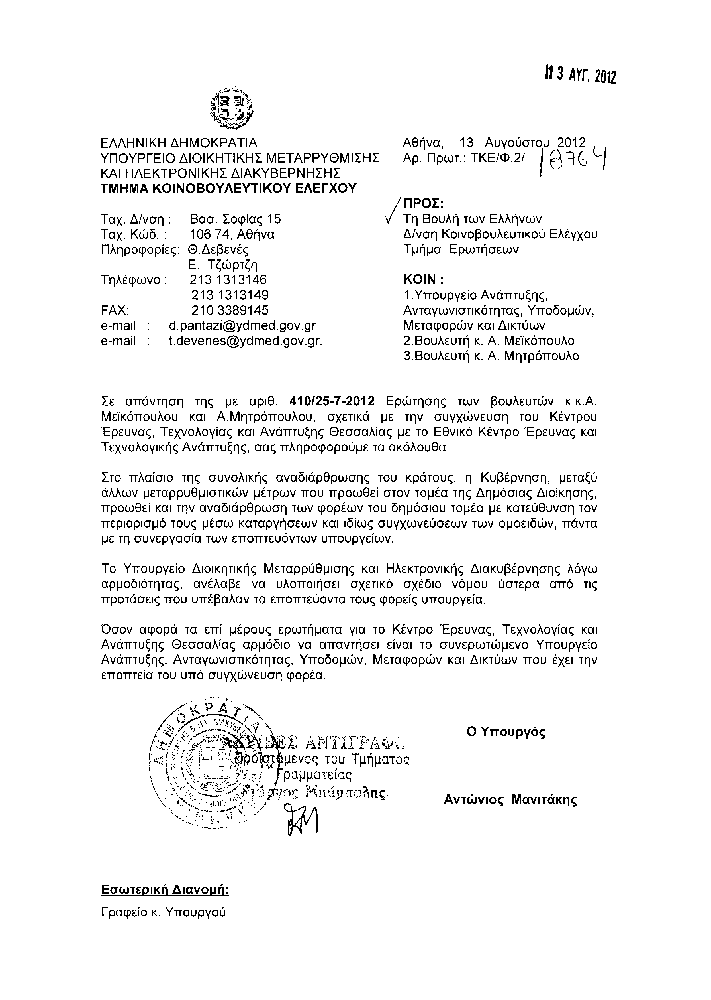 13 ΑΥΓ. 2012
ΕΛΛΗΝΙΚΗ ΔΗΜΟΚΡΑΤΙΑ
ΥΠΟΥΡΓΕΙΟ ΔΙΟΙΚΗΤΙΚΗΣ ΜΕΤΑΡΡΥΘΜΙΣΗΣ
ΚΑΙ ΗΛΕΚΤΡΟΝΙΚΗΣ ΔΙΑΚΥΒΕΡΝΗΣΗΣ
ΤΜΗΜΑ ΚΟΙΝΟΒΟΥΛΕΥΤΙΚΟΥ ΕΛΕΓΧΟΥ
Ταχ. Δ/νση : Βασ. Σοφίας 15
Ταχ. Κώδ. : 106 74, Αθήνα
Πληροφορίες: Θ.Δεβενές
Ε. Τζώρτζη
Τηλέφωνο : 213 1313146
213 1313149
FAX: 210 3389145
e-mail : d.pantazi@ydmed.gov.gr
e-mail : t.devenes@ydmed.gov.gr.
Αθήνα, 13 Αυγούστου 2012
Αρ. Πρωτ.: ΤΚΕ/Φ.2/ 18764
ΠΡΟΣ:
Τη Βουλή των Ελλήνων
Δ/νση Κοινοβουλευτικού Ελέγχου
Τμήμα Ερωτήσεων
ΚΟΙΝ :
1.Υπουργείο Ανάπτυξης,
Ανταγωνιστικότητας, Υποδομών,
Μεταφορών και Δικτύων
2.Βουλευτή κ. Α. Μεϊκόπουλο
3.Βουλευτή κ. Α. Μητρόπουλο
Σε απάντηση της με αριθ. 410/25-7-2012 Ερώτησης των βουλευτών κ.κ.Α.
Μεϊκόπουλου και Α.Μητρόπουλου, σχετικά με την συγχώνευση του Κέντρου
Έρευνας, Τεχνολογίας και Ανάπτυξης Θεσσαλίας με το Εθνικό Κέντρο Έρευνας και
Τεχνολογικής Ανάπτυξης, σας πληροφορούμε τα ακόλουθα:
Στο πλαίσιο της συνολικής αναδιάρθρωσης του κράτους, η Κυβέρνηση, μεταξύ
άλλων μεταρρυθμιστικών μέτρων που προωθεί στον τομέα της Δημόσιας Διοίκησης,
προωθεί και την αναδιάρθρωση των φορέων του δημόσιου τομέα με κατεύθυνση τον
περιορισμό τους μέσω καταργήσεων και ιδίως συγχωνεύσεων των ομοειδών, πάντα
με τη συνεργασία των εποπτευόντων υπουργείων.
Το Υπουργείο Διοικητικής Μεταρρύθμισης και Ηλεκτρονικής Διακυβέρνησης λόγω
αρμοδιότητας, ανέλαβε να υλοποιήσει σχετικό σχέδιο νόμου ύστερα από τις
προτάσεις που υπέβαλαν τα εποπτεύοντα τους φορείς υπουργεία.
Όσον αφορά τα επί μέρους ερωτήματα για το Κέντρο Έρευνας, Τεχνολογίας και
Ανάπτυξης Θεσσαλίας αρμόδιο να απαντήσει είναι το συνερωτώμενο Υπουργείο
Ανάπτυξης, Ανταγωνιστικότητας, Υποδομών, Μεταφορών και Δικτύων που έχει την
εποπτεία του υπό συγχώνευση φορέα.
ΑΚΡΙΒΕΣ ΑΝΤΙΓΡΑΦΟ
Προϊστάμενος του Τμήματος
Γραμματείας
Γιώργος Μπάμπαλης
Ο Υπουργός
Αντώνιος Μανιτάκης
Εσωτερική Διανομή:
Γραφείο κ. Υπουργού